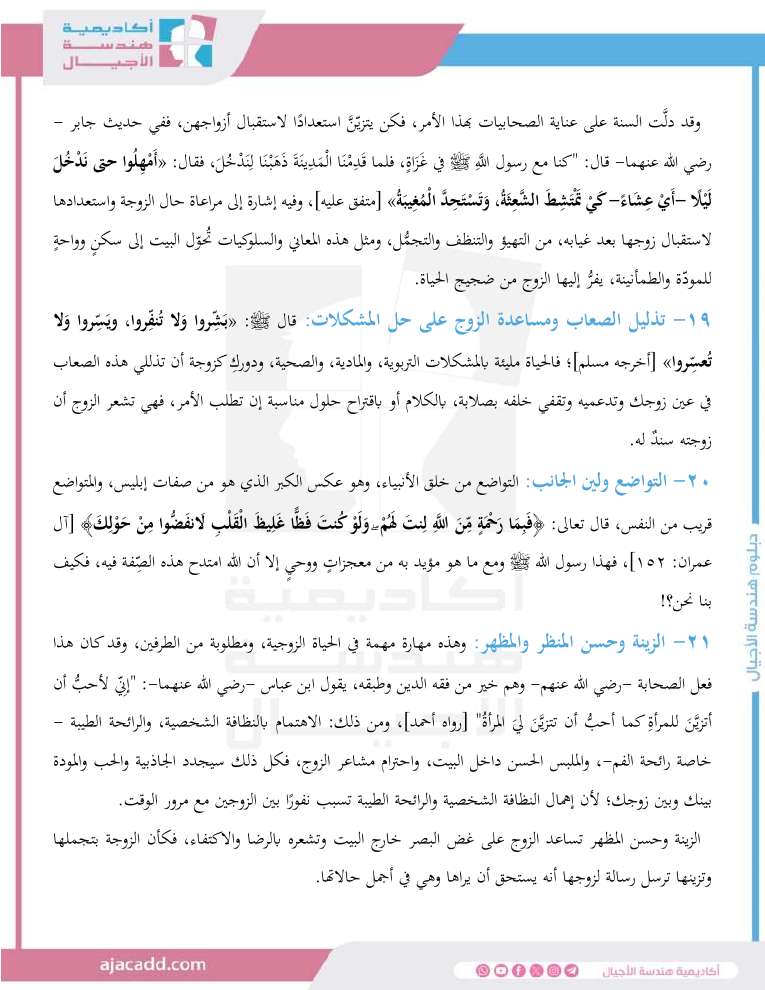 أكاديمية
هندسة
الأجيال
وقد دلَّت السنة على عناية الصحابيات بهذا الأمر، فكن يتزيّنَّ استعدادًا لاستقبال أزواجهن، ففي حديث جابر –
رضي الله عنهما– قال: "كنا مع رسول اللهِ ﷺ في غَزَاةٍ، فلما قَدِمْنَا الْمَدِينَةَ ذَهَبْنَا لِنَدْخُلَ، فقال: «أَمْهِلُوا حتى نَدْخُلَ
لَيْلًا –أَيْ عِشَاءً– كَيْ تَمْتَشِطَ الشَّعِثَةُ، وَتَسْتَحِدَّ الْمُغِيبَةُ» [متفق عليه]، وفيه إشارة إلى مراعاة حال الزوجة واستعدادها
لاستقبال زوجها بعد غيابه، من التهيؤ والتنظف والتجمُّل، ومثل هذه المعاني والسلوكيات تُحوّل البيت إلى سكنٍ وواحةٍ
للمودّة والطمأنينة، يفرُّ إليها الزوج من ضجيج الحياة.
١٩– تذليل الصعاب ومساعدة الزوج على حل المشكلات: قال ﷺ: «بَشِّروا وَلا تُنفِّروا، ويَسِّروا وَلا
تُعسِّروا» [أخرجه مسلم]؛ فالحياة مليئة بالمشكلات التربوية، والمادية، والصحية، ودوركِ كزوجة أن تذللي هذه الصعاب
في عين زوجك وتدعميه وتقفي خلفه بصلابة، بالكلام أو باقتراح حلول مناسبة إن تطلب الأمر، فهي تشعر الزوج أن
زوجته سندٌ له.
٢٠– التواضع ولين الجانب: التواضع من خلق الأنبياء، وهو عكس الكبر الذي هو من صفات إبليس، والمتواضع
قريب من النفس، قال تعالى: ﴿فَبِمَا رَحْمَةٍ مِّنَ اللَّهِ لِنتَ لَهُمْ ۖ وَلَوْ كُنتَ فَظًّا غَلِيظَ الْقَلْبِ لَانفَضُّوا مِنْ حَوْلِكَ﴾ [آل
عمران: ١٥٢]، فهذا رسول الله ﷺ ومع ما هو مؤيد به من معجزاتٍ ووحيٍ إلا أن الله امتدح هذه الصِّفة فيه، فكيف
بنا نحن؟!
٢١– الزينة وحسن المنظر والمظهر: وهذه مهارة مهمة في الحياة الزوجية، ومطلوبة من الطرفين، وقد كان هذا
فعل الصحابة –رضي الله عنهم– وهم خير من فقه الدين وطبقه، يقول ابن عباس –رضي الله عنهما–: "إنّي لأحبُّ أن
أتزيَّنَ للمرأةِ كما أحبُّ أن تتزيَّنَ ليَ المرأةُ" [رواه أحمد]، ومن ذلك: الاهتمام بالنظافة الشخصية، والرائحة الطيبة –
خاصة رائحة الفم–، والملبس الحسن داخل البيت، واحترام مشاعر الزوج، فكل ذلك سيجدد الجاذبية والحب والمودة
بينك وبين زوجك؛ لأن إهمال النظافة الشخصية والرائحة الطيبة تسبب نفورًا بين الزوجين مع مرور الوقت.
الزينة وحسن المظهر تساعد الزوج على غض البصر خارج البيت وتشعره بالرضا والاكتفاء، فكأن الزوجة بتجملها
وتزينها ترسل رسالة لزوجها أنه يستحق أن يراها وهي في أجمل حالاتها.
دبلوم هندسة الأجيال
أكاديمية
هندسة
الأجيال
ajacadd.com
أكاديمية هندسة الأجيال